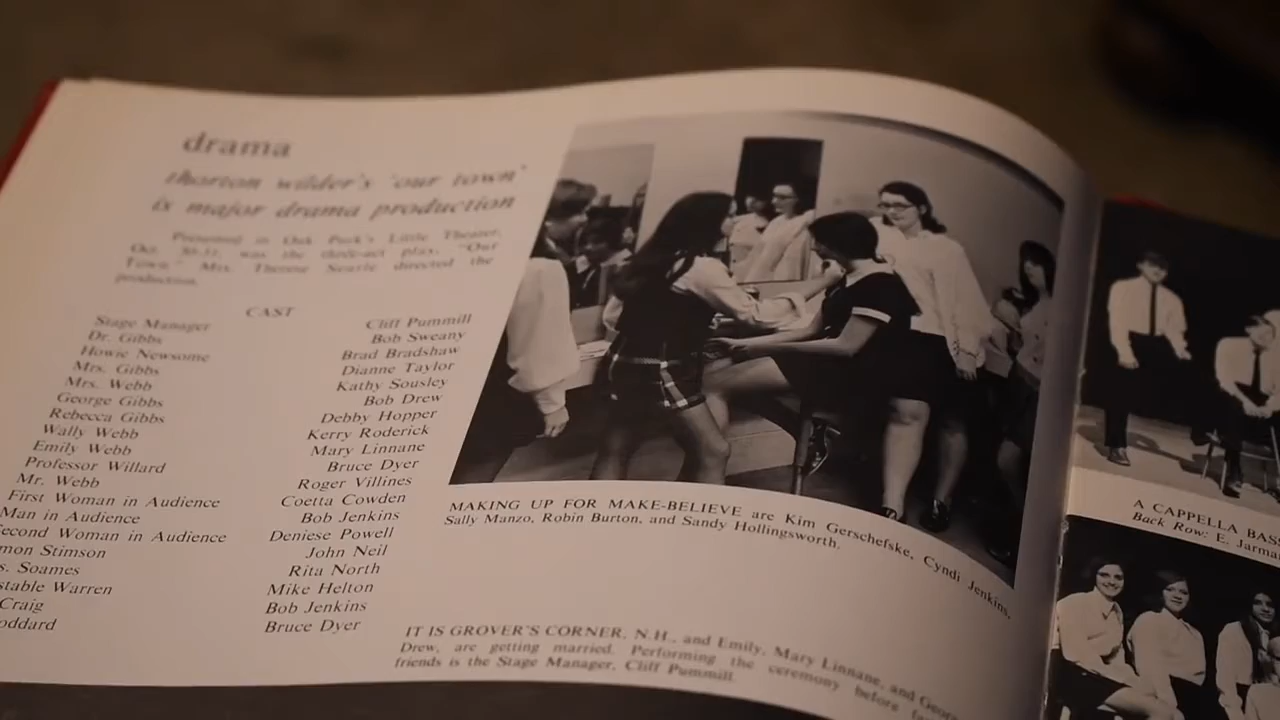 drama
thorton wilder's 'our town'
is major drama production
Presented in Oak Park's Little Theater,
Oct. 30-31, was the three-act play, "Our
Town." Mrs. Therese directed the
production.
CAST
Stage Manager Cliff Pummill
Dr. Gibbs Bob Sweany
Howie Newsome Brad Bradshaw
Mrs. Gibbs Dianne Taylor
Mrs. Webb Kathy Sousley
George Gibbs Bob Drew
Rebecca Gibbs Debby Hopper
Wally Webb Kerry Roderick
Emily Webb Mary Linnane
Professor Willard Bruce Dyer
Mr. Webb Roger Villines
First Woman in Audience Coetta Cowden
Man in Audience Bob Jenkins
econd Woman in Audience Deniese Powell
mon Stimson John Neil
s. Soames Rita North
stable Warren Mike Helton
Craig Bob Jenkins
oddard Bruce Dyer
MAKING UP FOR MAKE-BELIEVE are Kim Gerschefske, Cyndi Jenkins,
Sally Manzo, Robin Burton, and Sandy Hollingsworth.
IT IS GROVER'S CORNER, N.H., and Emily, Mary Linnane, and Geor
Drew, are getting married. Performing the ceremony before fa
friends is the Stage Manager, Cliff Pummill.
A CAPPELLA BASS
Back Row: E. Jarma